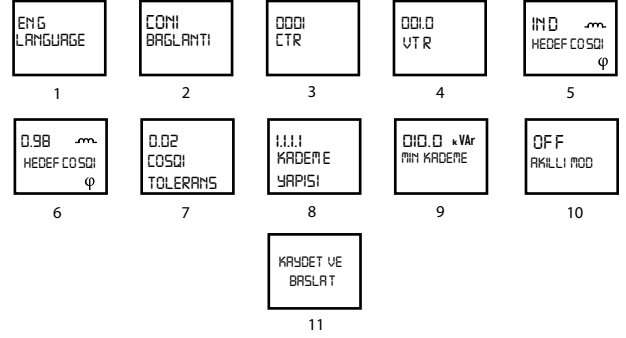 ENG
LANGUAGE
1
CON1
BAGLANTI
2
0001
CTR
3
001.0
VTR
4
IND
HEDEF COSQI
φ
5
0.98
HEDEF COSQI
φ
6
0.02
COSQI
TOLERANS
7
1.1.1.1
KADEME
YAPISI
8
010.0 kVAr
MIN KADEME
9
OFF
AKILLI MOD
10
KAYDET VE
BASLAT
11